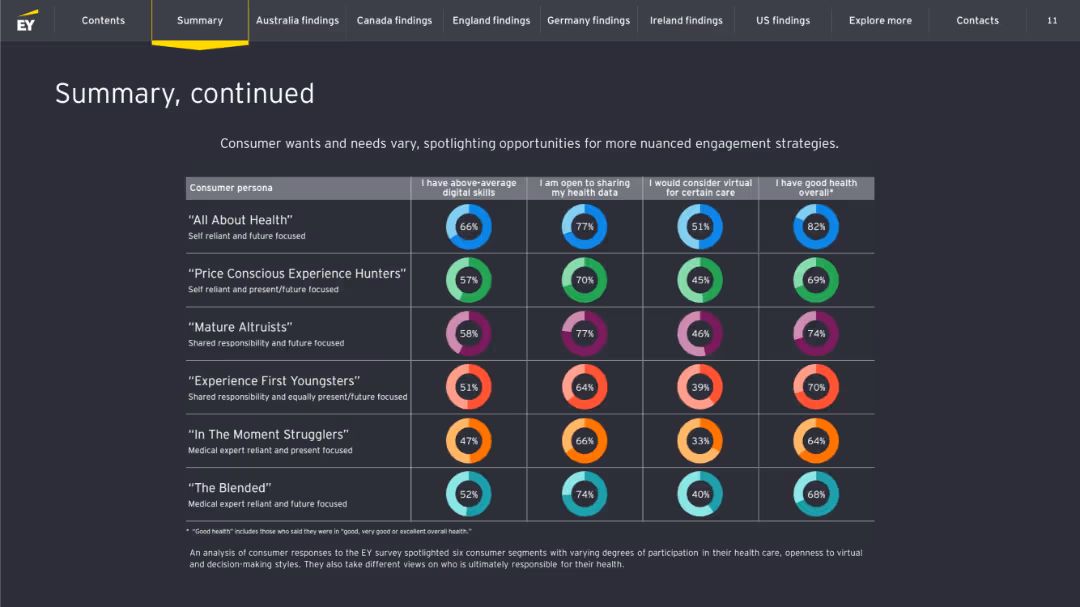 EY
Contents
Summary
Australia findings
Canada findings
England findings
Germany findings
Ireland findings
US findings
Explore more
Contacts
11
Summary, continued
Consumer wants and needs vary, spotlighting opportunities for more nuanced engagement strategies.
Consumer persona
I have above-average
digital skills
I am open to sharing
my health data
I would consider virtual
for certain care
I have good health
overall*
“All About Health”
Self reliant and future focused
66%
77%
51%
82%
“Price Conscious Experience Hunters”
Self reliant and present/future focused
57%
70%
45%
69%
“Mature Altruists”
Shared responsibility and future focused
58%
77%
46%
74%
“Experience First Youngsters”
Shared responsibility and equally present/future focused
51%
64%
39%
70%
“In The Moment Strugglers”
Medical expert reliant and present focused
47%
66%
33%
64%
“The Blended”
Medical expert reliant and future focused
52%
74%
40%
68%
* “Good health” includes those who said they were in “good, very good or excellent overall health.”
An analysis of consumer responses to the EY survey spotlighted six consumer segments with varying degrees of participation in their health care, openness to virtual
and decision-making styles. They also take different views on who is ultimately responsible for their health.